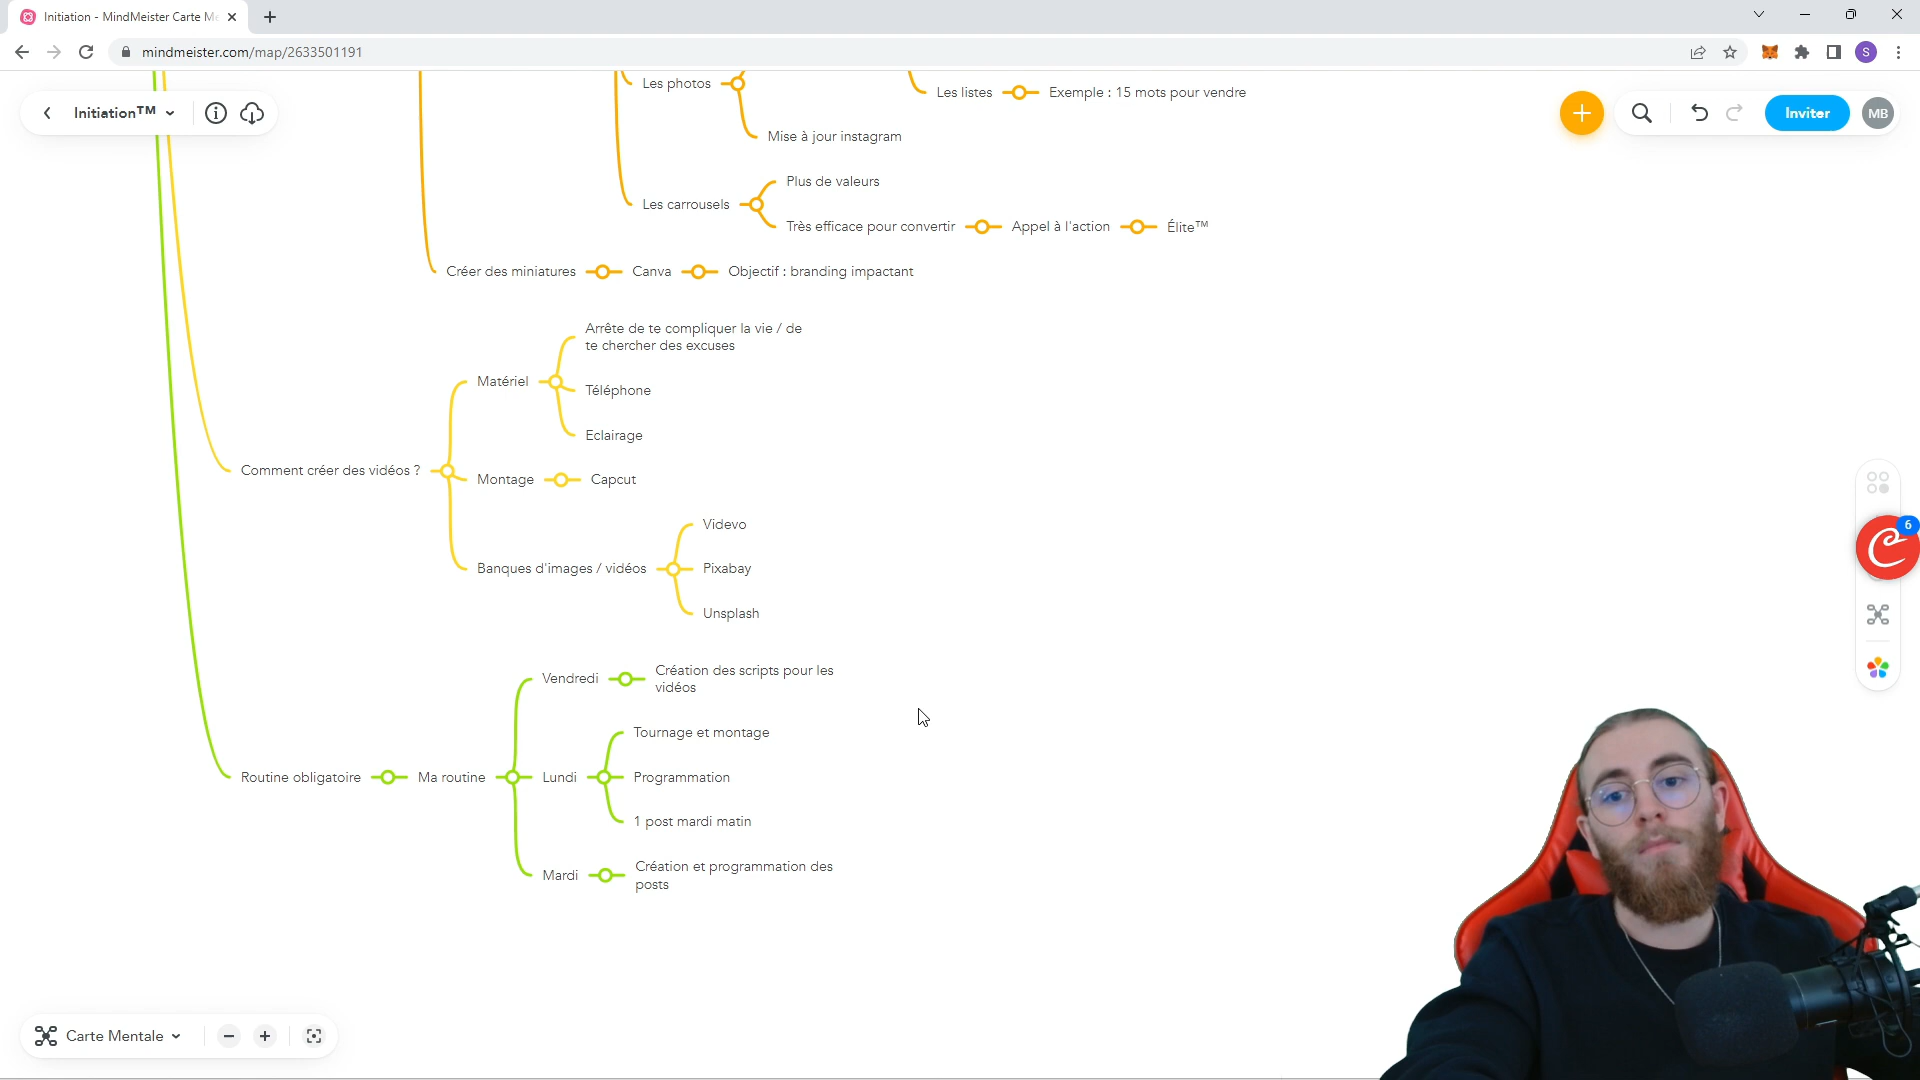 Initiation - MindMeister Carte Me
mindmeister.com/map/2633501191
S
Les photos
Les listes
Exemple : 15 mots pour vendre
Initiation™
Inviter
MB
Mise à jour instagram
Plus de valeurs
Les carrousels
Très efficace pour convertir
Appel à l'action
Élite™
Créer des miniatures
Canva
Objectif : branding impactant
Arrête de te compliquer la vie / de
te chercher des excuses
Matériel
Téléphone
Eclairage
Comment créer des vidéos ?
Montage
Capcut
6
Videvo
Banques d'images / vidéos
Pixabay
Unsplash
Vendredi
Création des scripts pour les
vidéos
Tournage et montage
Routine obligatoire
Ma routine
Lundi
Programmation
1 post mardi matin
Mardi
Création et programmation des
posts
Carte Mentale